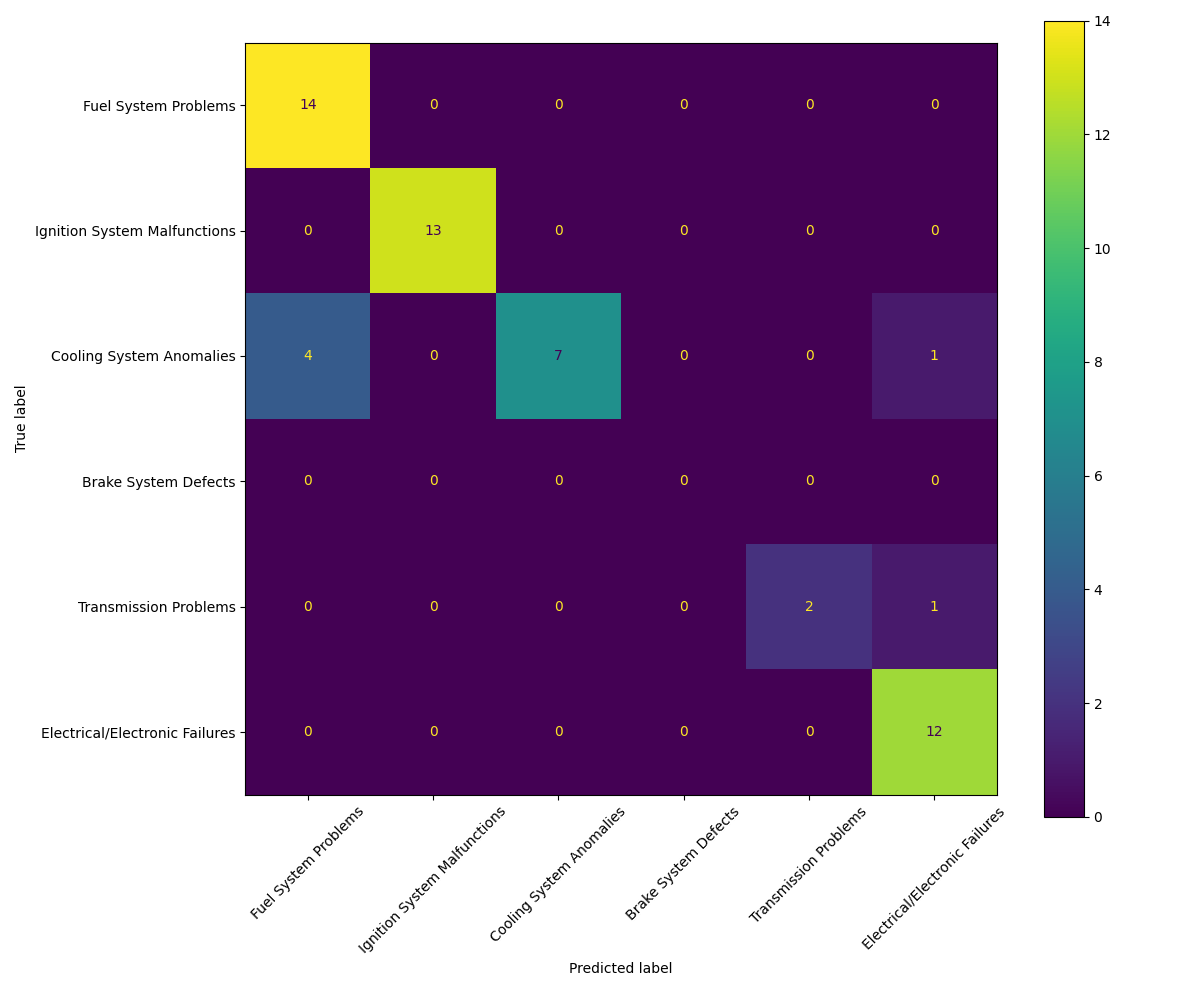 True label
Fuel System Problems
14 0 0 0 0 0
Ignition System Malfunctions
0 13 0 0 0 0
Cooling System Anomalies
4 0 7 0 0 1
Brake System Defects
0 0 0 0 0 0
Transmission Problems
0 0 0 0 2 1
Electrical/Electronic Failures
0 0 0 0 0 12
Fuel System Problems
Ignition System Malfunctions
Cooling System Anomalies
Brake System Defects
Transmission Problems
Electrical/Electronic Failures
Predicted label
14
12
10
8
6
4
2
0